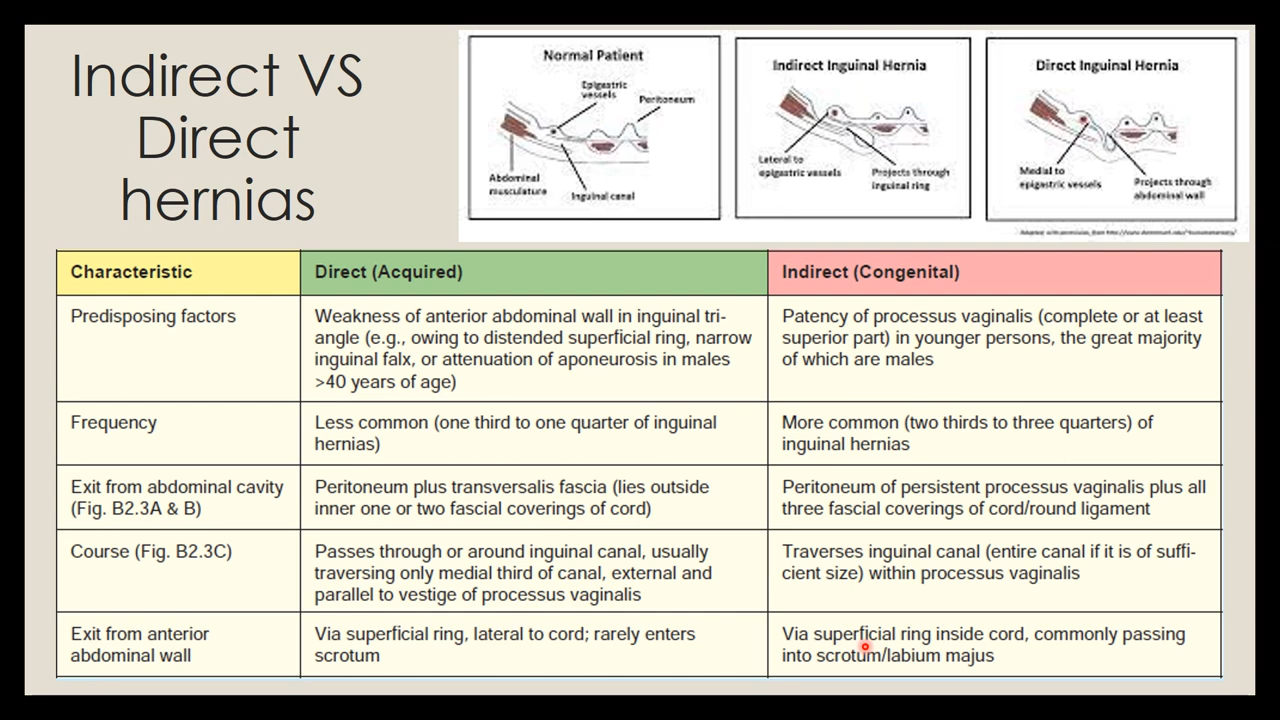 Indirect VS
Direct
hernias
Normal Patient
Epigastric
vessels
Peritoneum
Abdominal
musculature
Inguinal canal
Indirect Inguinal Hernia
Lateral to
epigastric vessels
Projects through
inguinal ring
Direct Inguinal Hernia
Medial to
epigastric vessels
Projects through
abdominal wall
Characteristic
Direct (Acquired)
Indirect (Congenital)
Predisposing factors
Weakness of anterior abdominal wall in inguinal tri-
angle (e.g., owing to distended superficial ring, narrow
inguinal falx, or attenuation of aponeurosis in males
>40 years of age)
Patency of processus vaginalis (complete or at least
superior part) in younger persons, the great majority
of which are males
Frequency
Less common (one third to one quarter of inguinal
hernias)
More common (two thirds to three quarters) of
inguinal hernias
Exit from abdominal cavity
(Fig. B2.3A & B)
Peritoneum plus transversalis fascia (lies outside
inner one or two fascial coverings of cord)
Peritoneum of persistent processus vaginalis plus all
three fascial coverings of cord/round ligament
Course (Fig. B2.3C)
Passes through or around inguinal canal, usually
traversing only medial third of canal, external and
parallel to vestige of processus vaginalis
Traverses inguinal canal (entire canal if it is of suffi-
cient size) within processus vaginalis
Exit from anterior
abdominal wall
Via superficial ring, lateral to cord; rarely enters
scrotum
Via superficial ring inside cord, commonly passing
into scrotum/labium majus